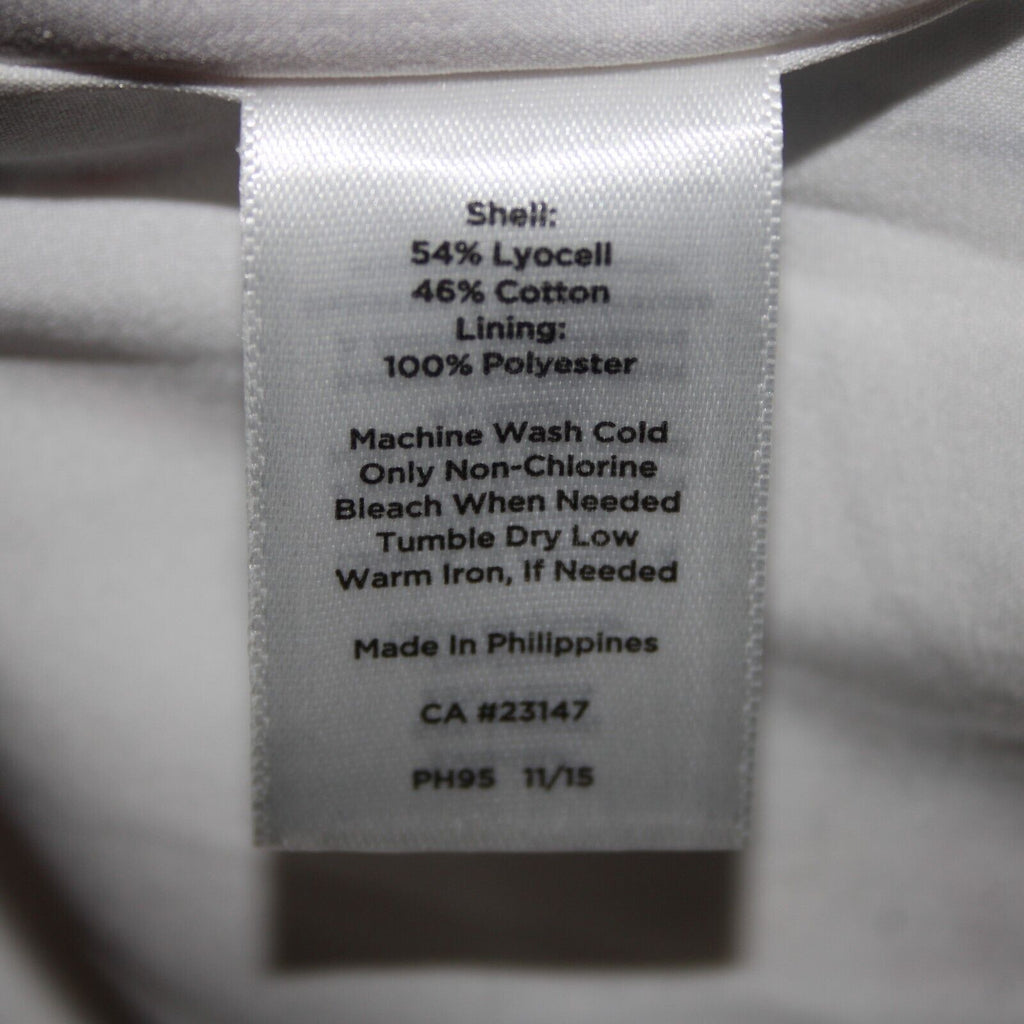 Shell:
54% Lyocell
46% Cotton
Lining:
100% Polyester
Machine Wash Cold
Only Non-Chlorine
Bleach When Needed
Tumble Dry Low
Warm Iron, If Needed
Made In Philippines
CA #23147
PH95 11/15